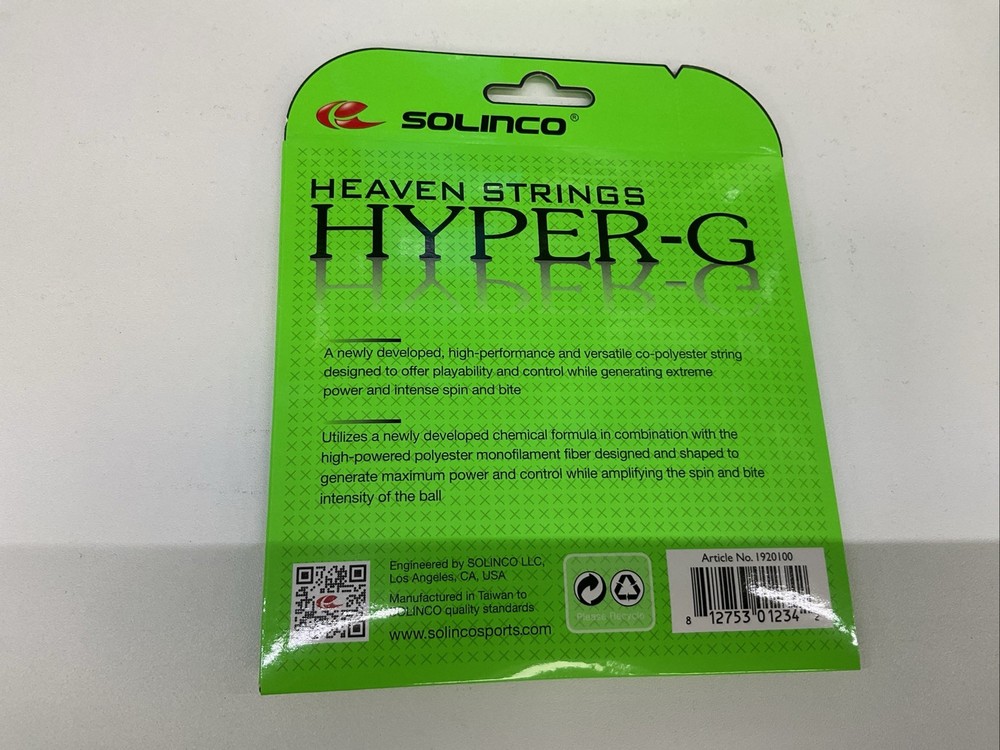 SOLINCO®
HEAVEN STRINGS
HYPER-G
A newly developed, high-performance and versatile co-polyester string
designed to offer playability and control while generating extreme
power and intense spin and bite
Utilizes a newly developed chemical formula in combination with the
high-powered polyester monofilament fiber designed and shaped to
generate maximum power and control while amplifying the spin and bite
intensity of the ball
Engineered by SOLINCO LLC,
Los Angeles, CA, USA
Manufactured in Taiwan to
SOLINCO quality standards
www.solincosports.com
Please Recycle
Article No. 1920100
8 12753 01234 2